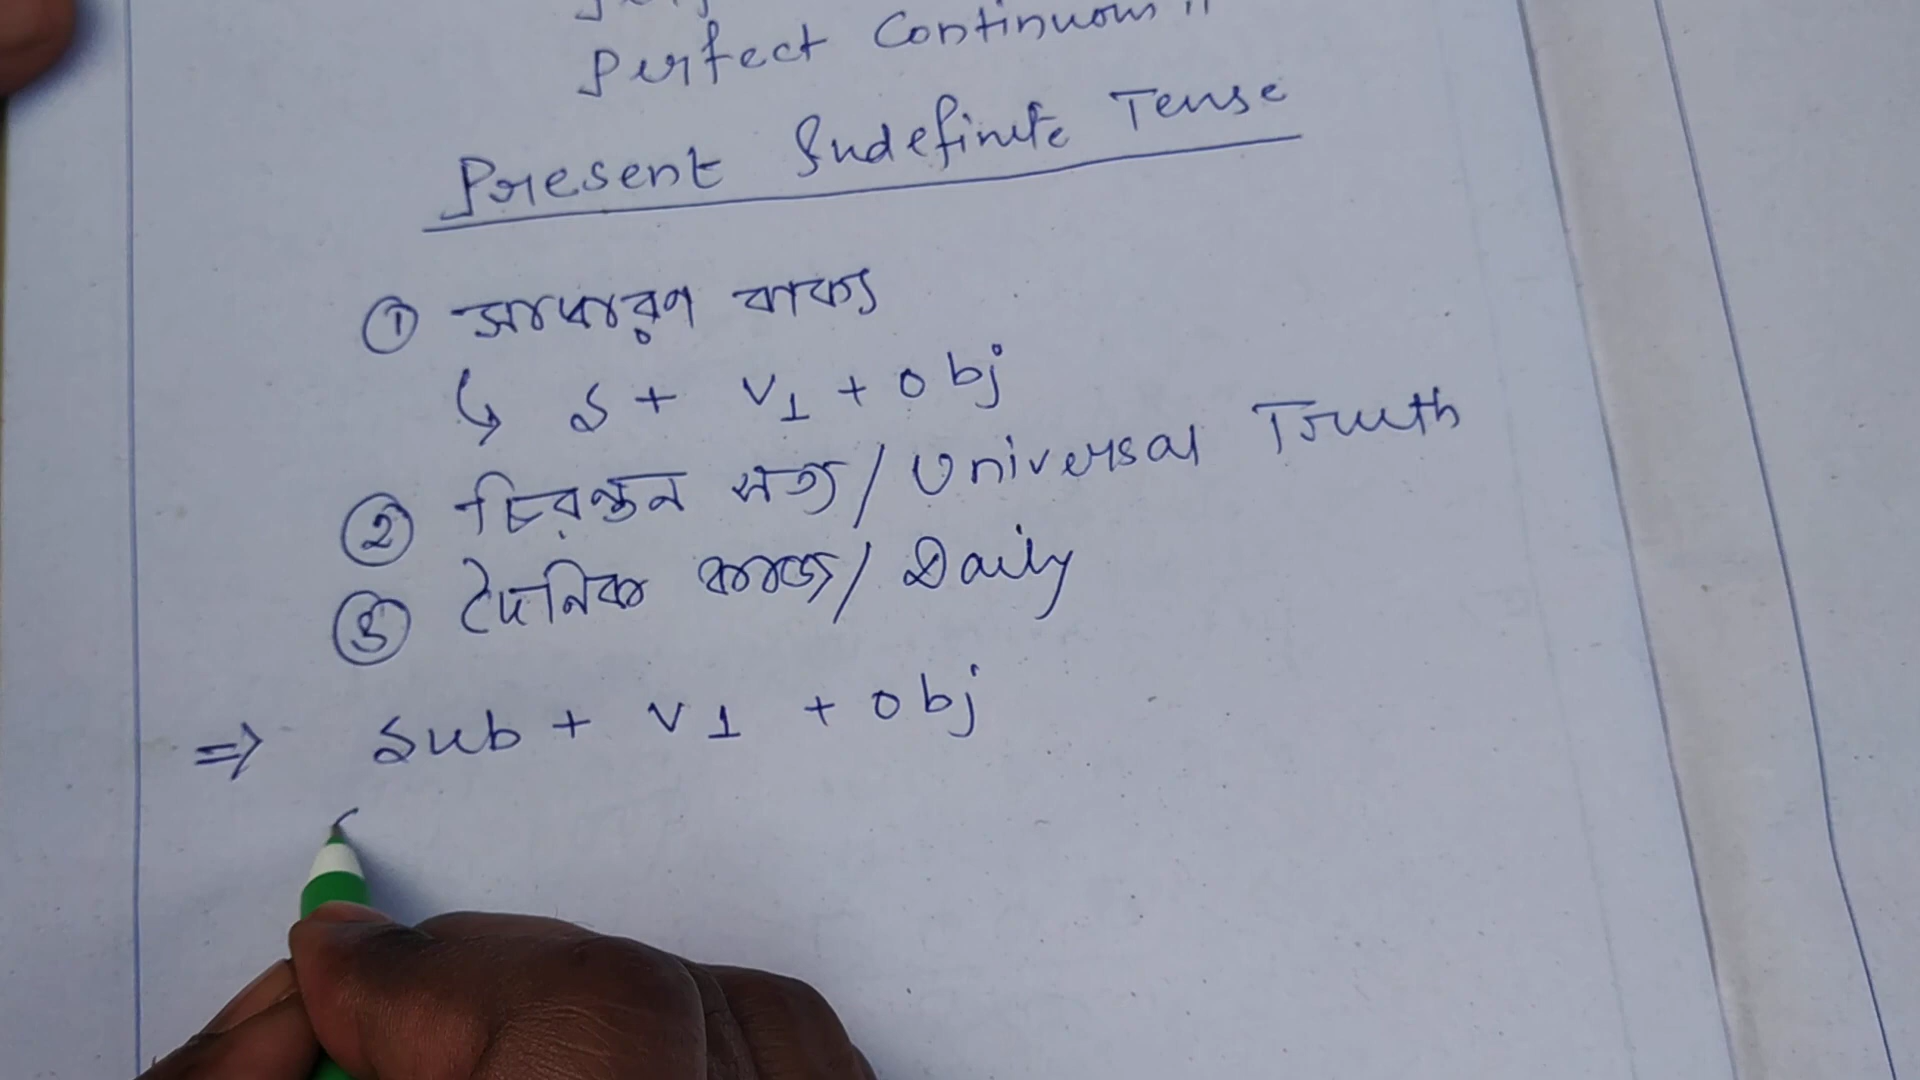 Perfect Continuous "
Present Indefinite Tense
① সাধারণ বাক্য
↳ S + V1 + obj
② চিরন্তন সত্য / Universal Truth
③ দৈনিক কাজ / Daily
⇒ Sub + V1 + obj